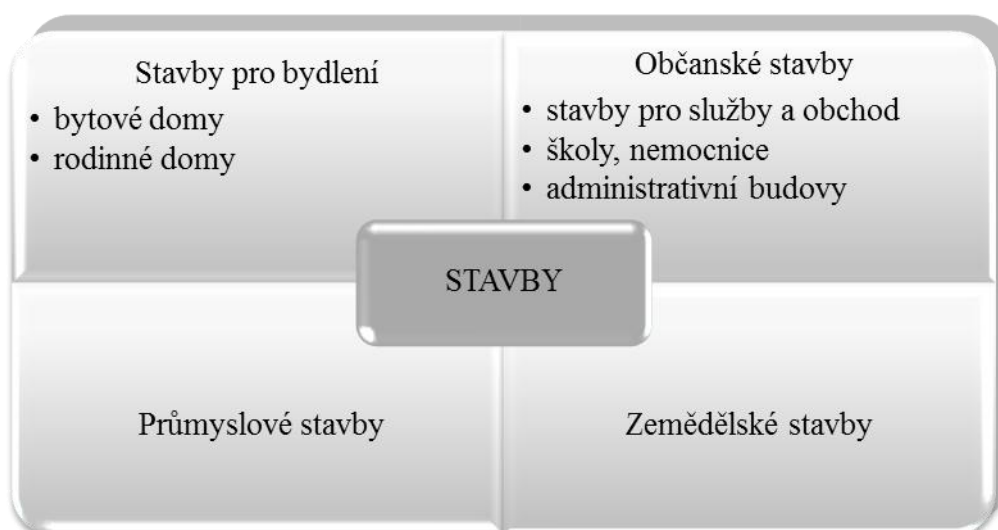 Stavby pro bydlení
• bytové domy
• rodinné domy
Občanské stavby
• stavby pro služby a obchod
• školy, nemocnice
• administrativní budovy
STAVBY
Průmyslové stavby
Zemědělské stavby